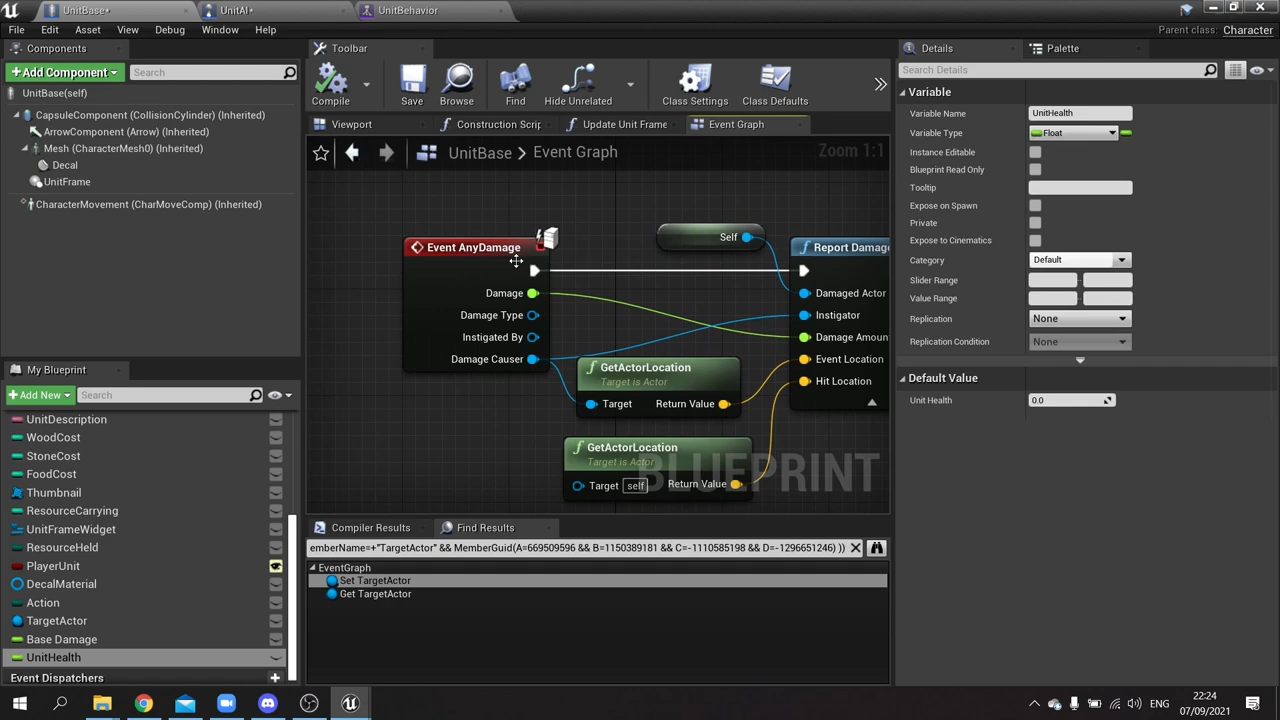 UnitBase*
UnitAI*
UnitBehavior
File Edit Asset View Debug Window Help
Parent class: Character
Components
Add Component
Search
UnitBase(self)
CapsuleComponent (CollisionCylinder) (Inherited)
ArrowComponent (Arrow) (Inherited)
Mesh (CharacterMesh0) (Inherited)
Decal
UnitFrame
CharacterMovement (CharMoveComp) (Inherited)
My Blueprint
Add New
Search
UnitDescription
WoodCost
StoneCost
FoodCost
Thumbnail
ResourceCarrying
UnitFrameWidget
ResourceHeld
PlayerUnit
DecalMaterial
Action
TargetActor
Base Damage
UnitHealth
Event Dispatchers
Toolbar
Compile
Save
Browse
Find
Hide Unrelated
Class Settings
Class Defaults
Viewport
Construction Scrip
Update Unit Frame
Event Graph
UnitBase > Event Graph
Zoom 1:1
Event AnyDamage
Damage
Damage Type
Instigated By
Damage Causer
Self
Report Damage
Damaged Actor
Instigator
Damage Amoun
Event Location
Hit Location
GetActorLocation
Target is Actor
Target Return Value
GetActorLocation
Target is Actor
Target self Return Value
BLUEPRINT
Compiler Results
Find Results
emberName=+"TargetActor" && MemberGuid(A=669509596 && B=1150389181 && C=-1110585198 && D=-1296651246) ))
EventGraph
Set TargetActor
Get TargetActor
Details
Palette
Search Details
Variable
Variable Name UnitHealth
Variable Type Float
Instance Editable
Blueprint Read Only
Tooltip
Expose on Spawn
Private
Expose to Cinematics
Category Default
Slider Range
Value Range
Replication None
Replication Condition None
Default Value
Unit Health 0.0
ENG
22:24
07/09/2021